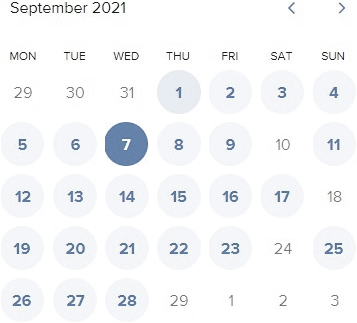 September 2021 < >
MON TUE WED THU FRI SAT SUN
29 30 31 1 2 3 4
5 6 7 8 9 10 11
12 13 14 15 16 17 18
19 20 21 22 23 24 25
26 27 28 29 1 2 3